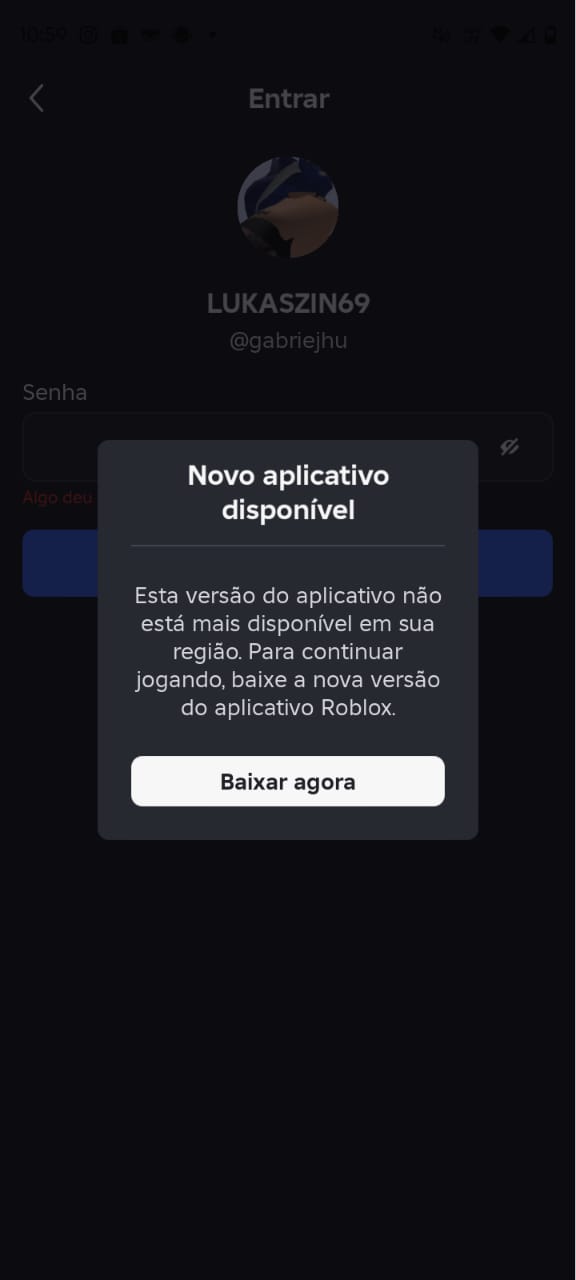 10:59
Entrar
LUKASZIN69
@gabriejhu
Senha
Algo deu
Novo aplicativo
disponível
Esta versão do aplicativo não
está mais disponível em sua
região. Para continuar
jogando, baixe a nova versão
do aplicativo Roblox.
Baixar agora